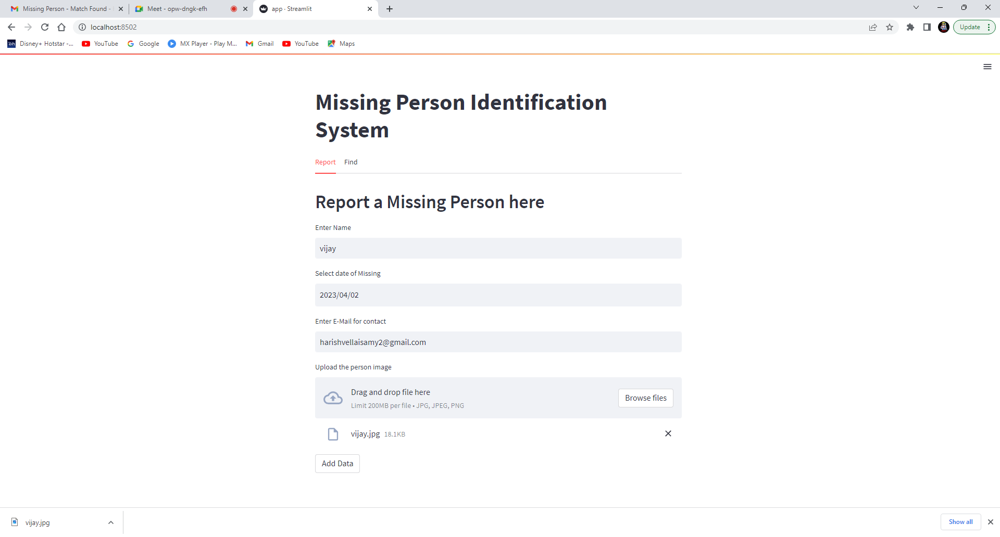 Missing Person - Match Found -
Meet - opw-dngk-efh
app · Streamlit
localhost:8502
Update
Disney+ Hotstar -...
YouTube
Google
MX Player - Play M...
Gmail
YouTube
Maps
Missing Person Identification
System
Report
Find
Report a Missing Person here
Enter Name
vijay
Select date of Missing
2023/04/02
Enter E-Mail for contact
harishvellaisamy2@gmail.com
Upload the person image
Drag and drop file here
Limit 200MB per file • JPG, JPEG, PNG
Browse files
vijay.jpg 18.1KB
Add Data
vijay.jpg
Show all